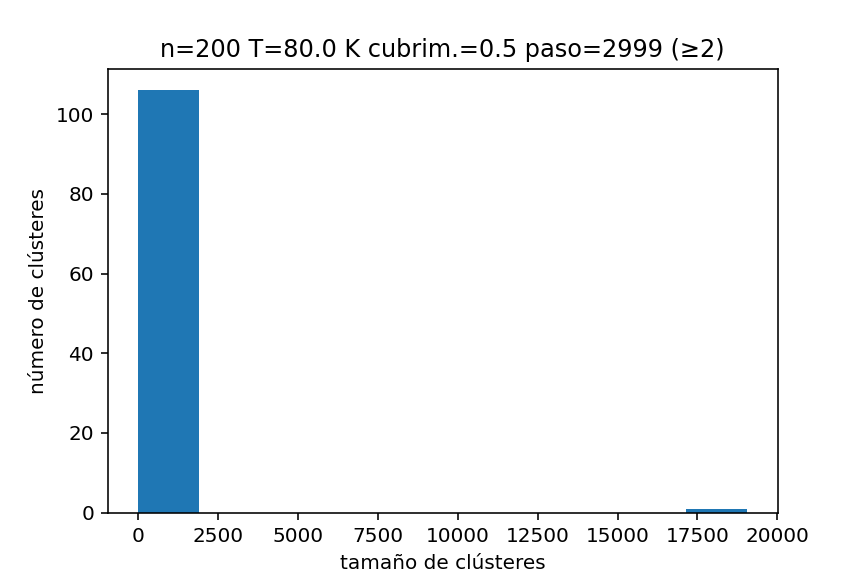 n=200 T=80.0 K cubrim.=0.5 paso=2999 (≥2)
número de clústeres
100
80
60
40
20
0
0 2500 5000 7500 10000 12500 15000 17500 20000
tamaño de clústeres